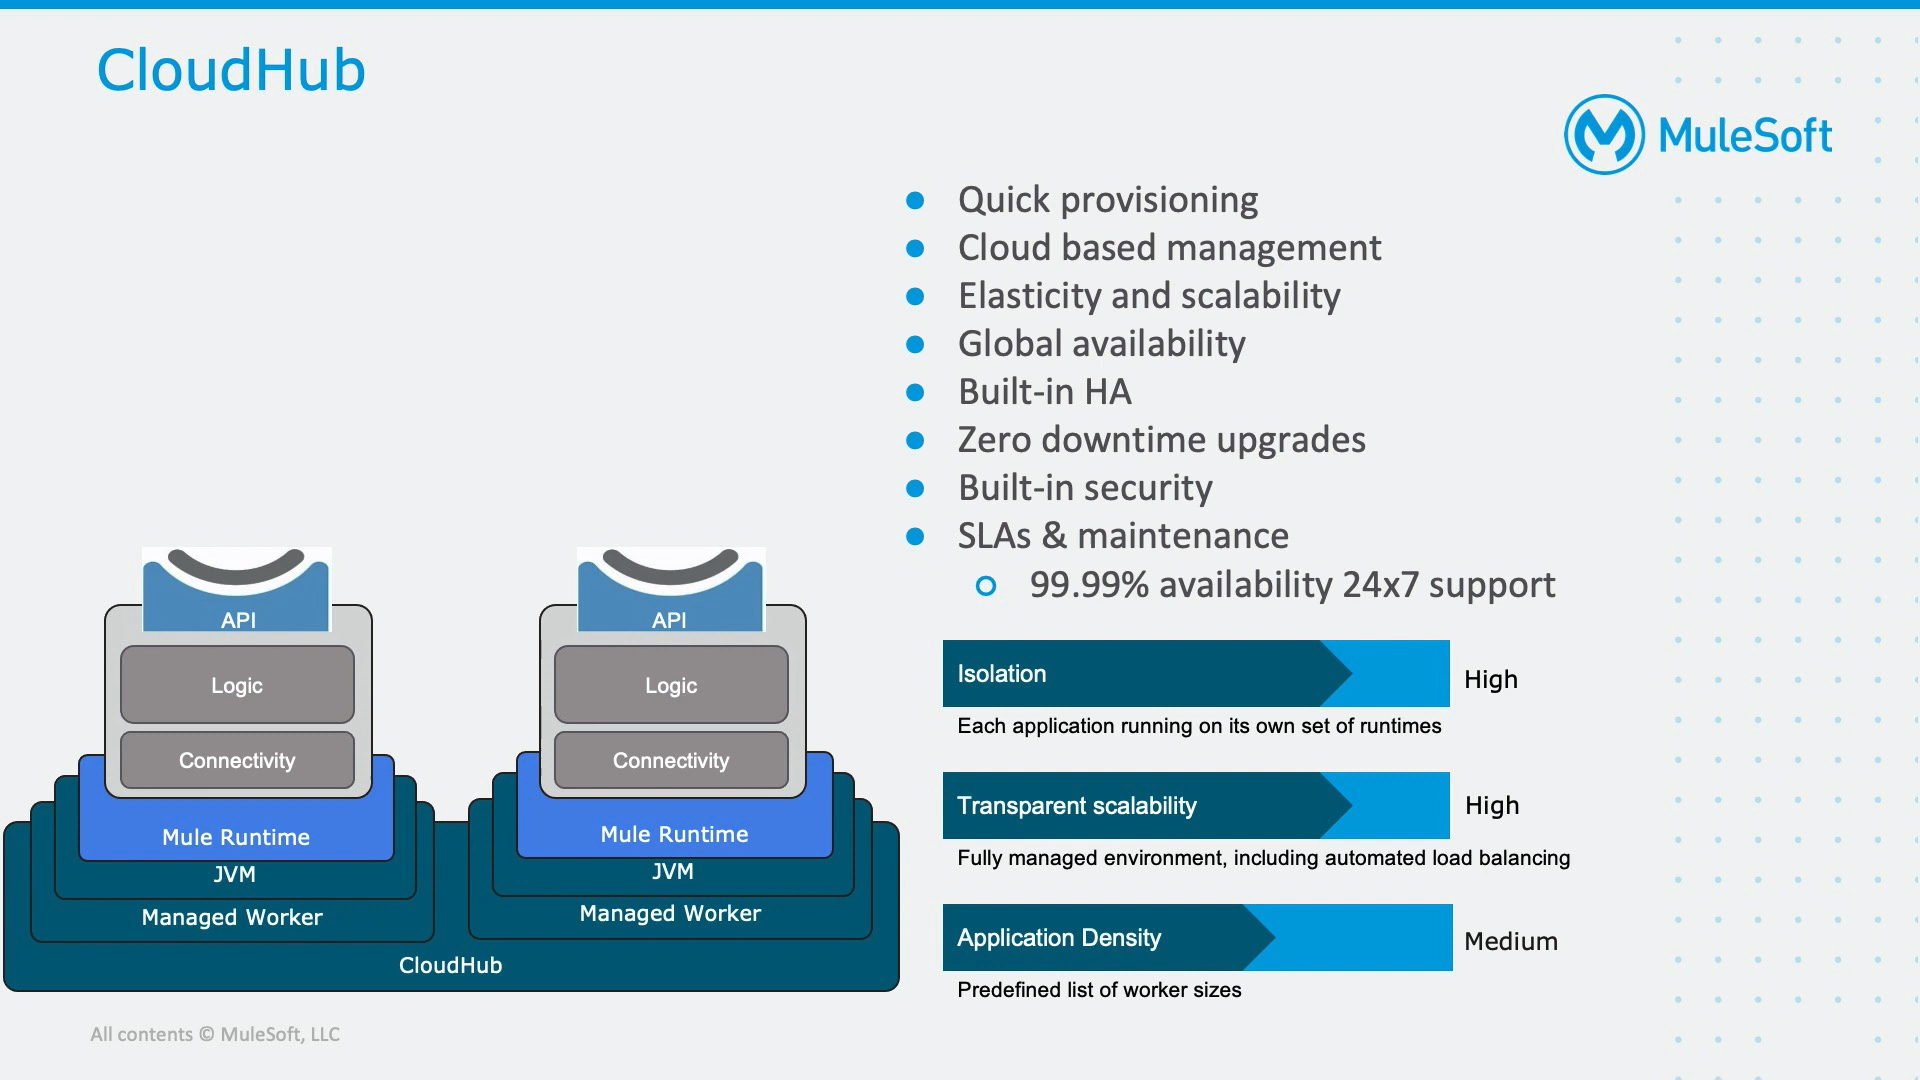 CloudHub
MuleSoft
Quick provisioning
Cloud based management
Elasticity and scalability
Global availability
Built-in HA
Zero downtime upgrades
Built-in security
SLAs & maintenance
99.99% availability 24x7 support
API
Logic
Connectivity
Mule Runtime
JVM
Managed Worker
API
Logic
Connectivity
Mule Runtime
JVM
Managed Worker
CloudHub
Isolation
High
Each application running on its own set of runtimes
Transparent scalability
High
Fully managed environment, including automated load balancing
Application Density
Medium
Predefined list of worker sizes
All contents © MuleSoft, LLC